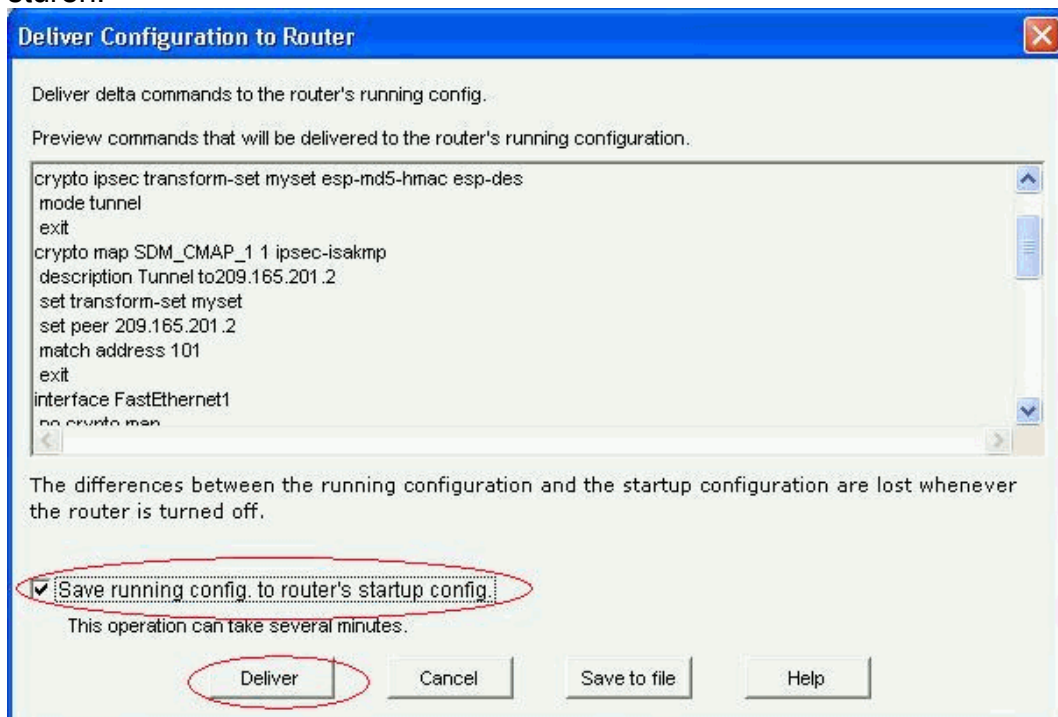 Deliver Configuration to Router
Deliver delta commands to the router's running config.
Preview commands that will be delivered to the router's running configuration.
crypto ipsec transform-set myset esp-md5-hmac esp-des
mode tunnel
exit
crypto map SDM_CMAP_1 1 ipsec-isakmp
description Tunnel to209.165.201.2
set transform-set myset
set peer 209.165.201.2
match address 101
exit
interface FastEthernet1
no crypto map
The differences between the running configuration and the startup configuration are lost whenever
the router is turned off.
Save running config. to router's startup config.
This operation can take several minutes.
Deliver Cancel Save to file Help